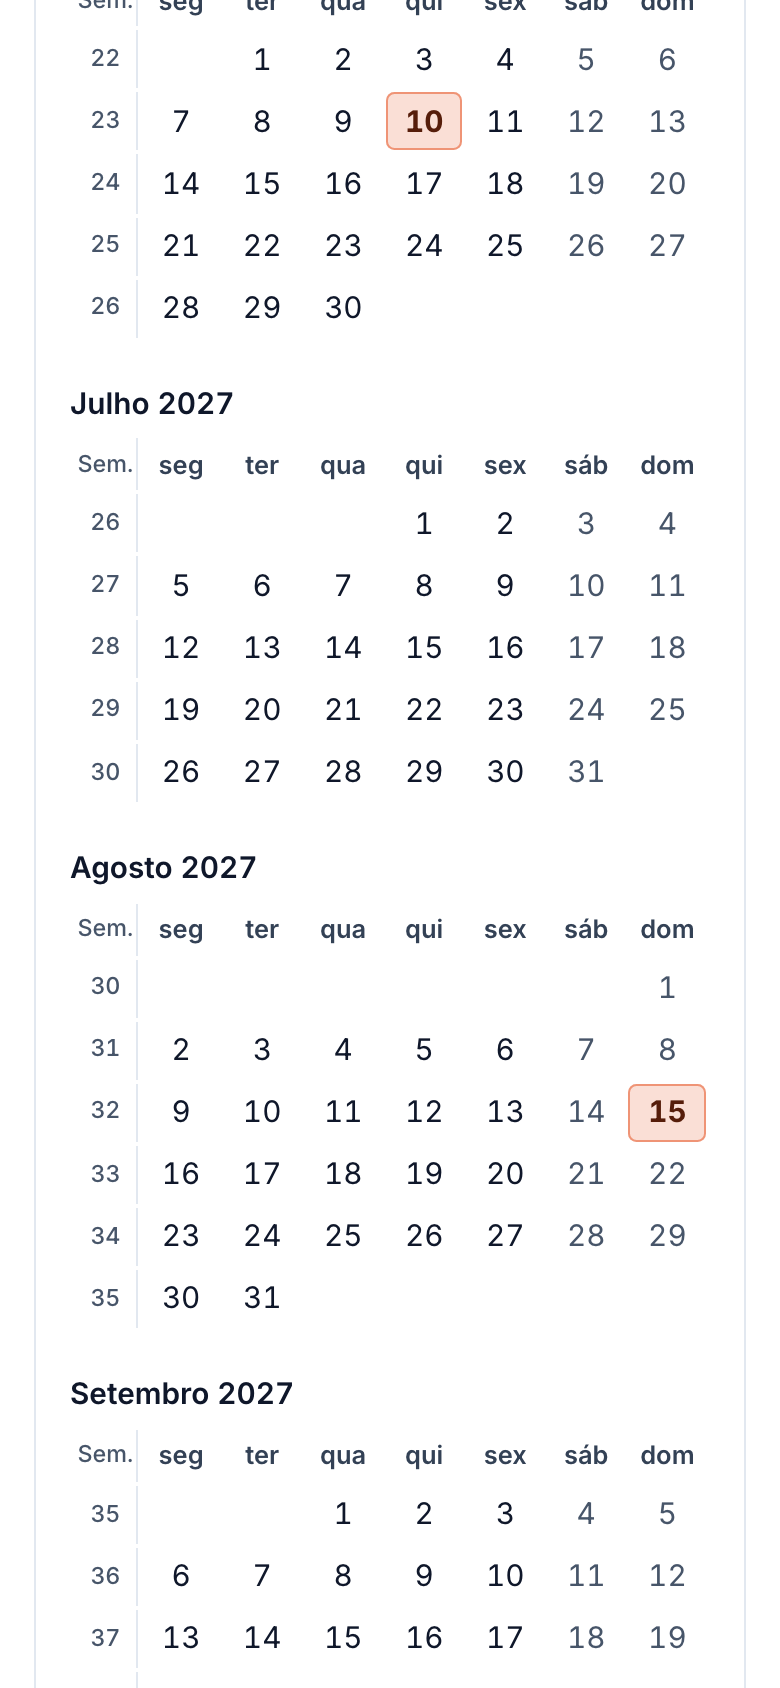 Sem. seg ter qua qui sex sáb dom
22 1 2 3 4 5 6
23 7 8 9 10 11 12 13
24 14 15 16 17 18 19 20
25 21 22 23 24 25 26 27
26 28 29 30
Julho 2027
Sem. seg ter qua qui sex sáb dom
26 1 2 3 4
27 5 6 7 8 9 10 11
28 12 13 14 15 16 17 18
29 19 20 21 22 23 24 25
30 26 27 28 29 30 31
Agosto 2027
Sem. seg ter qua qui sex sáb dom
30 1
31 2 3 4 5 6 7 8
32 9 10 11 12 13 14 15
33 16 17 18 19 20 21 22
34 23 24 25 26 27 28 29
35 30 31
Setembro 2027
Sem. seg ter qua qui sex sáb dom
35 1 2 3 4 5
36 6 7 8 9 10 11 12
37 13 14 15 16 17 18 19